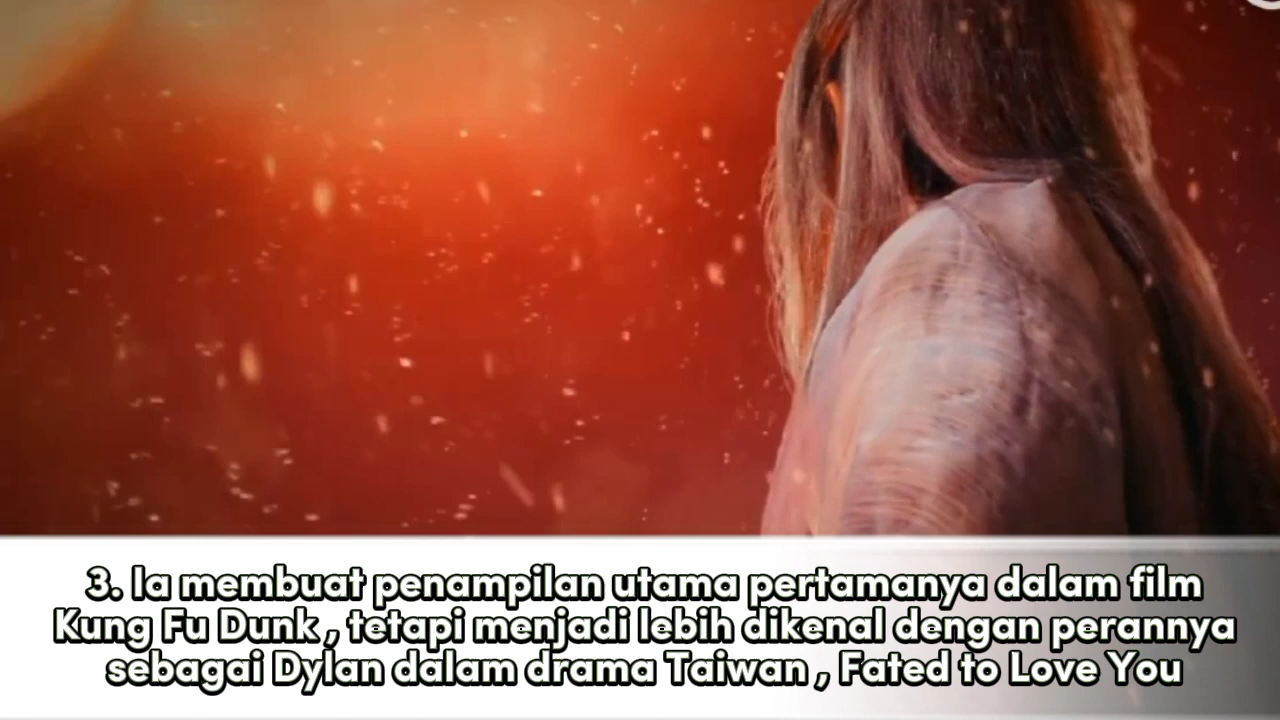 3. Ia membuat penampilan utama pertamanya dalam film
Kung Fu Dunk , tetapi menjadi lebih dikenal dengan perannya
sebagai Dylan dalam drama Taiwan , Fated to Love You